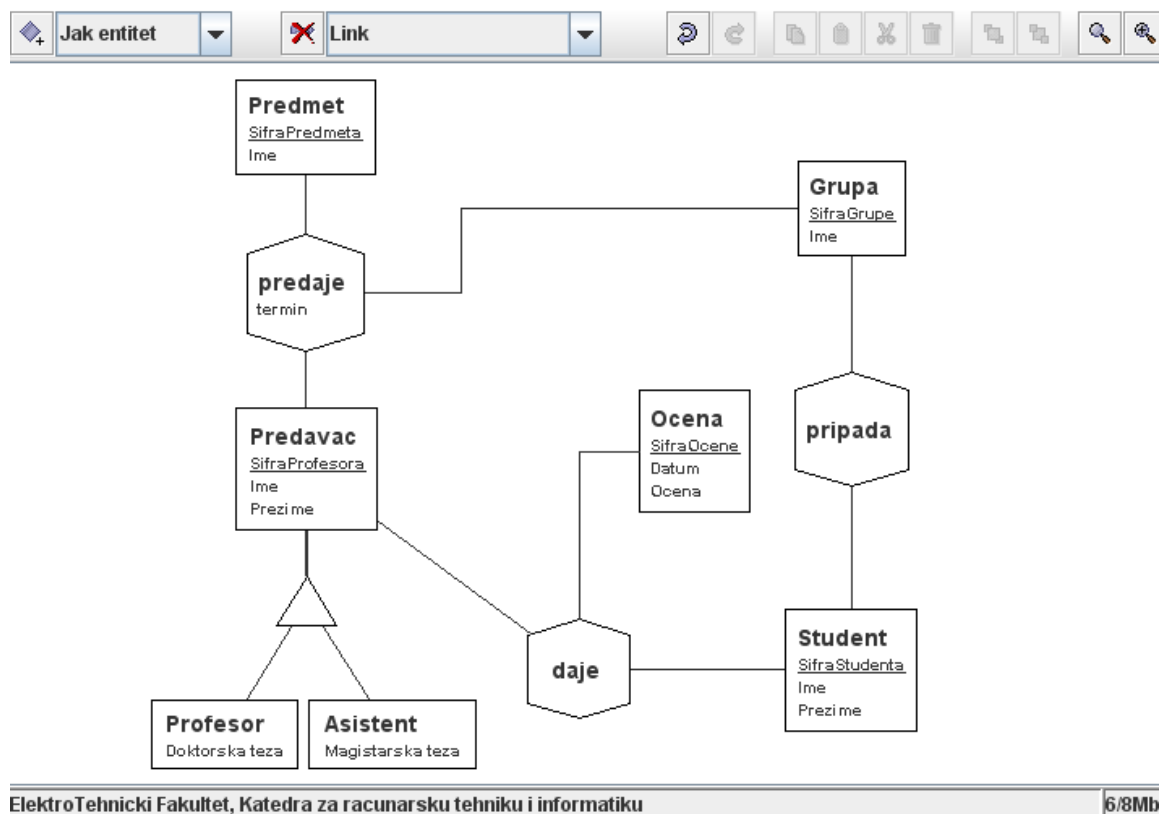 Jak entitet
Link
Predmet
SifraPredmeta
Ime
Grupa
SifraGrupe
Ime
predaje
termin
Predavac
SifraProfesora
Ime
Prezime
Ocena
SifraOcene
Datum
Ocena
pripada
daje
Student
SifraStudenta
Ime
Prezime
Profesor
Doktorska teza
Asistent
Magistarska teza
ElektroTehnicki Fakultet, Katedra za racunarsku tehniku i informatiku
6/8Mb